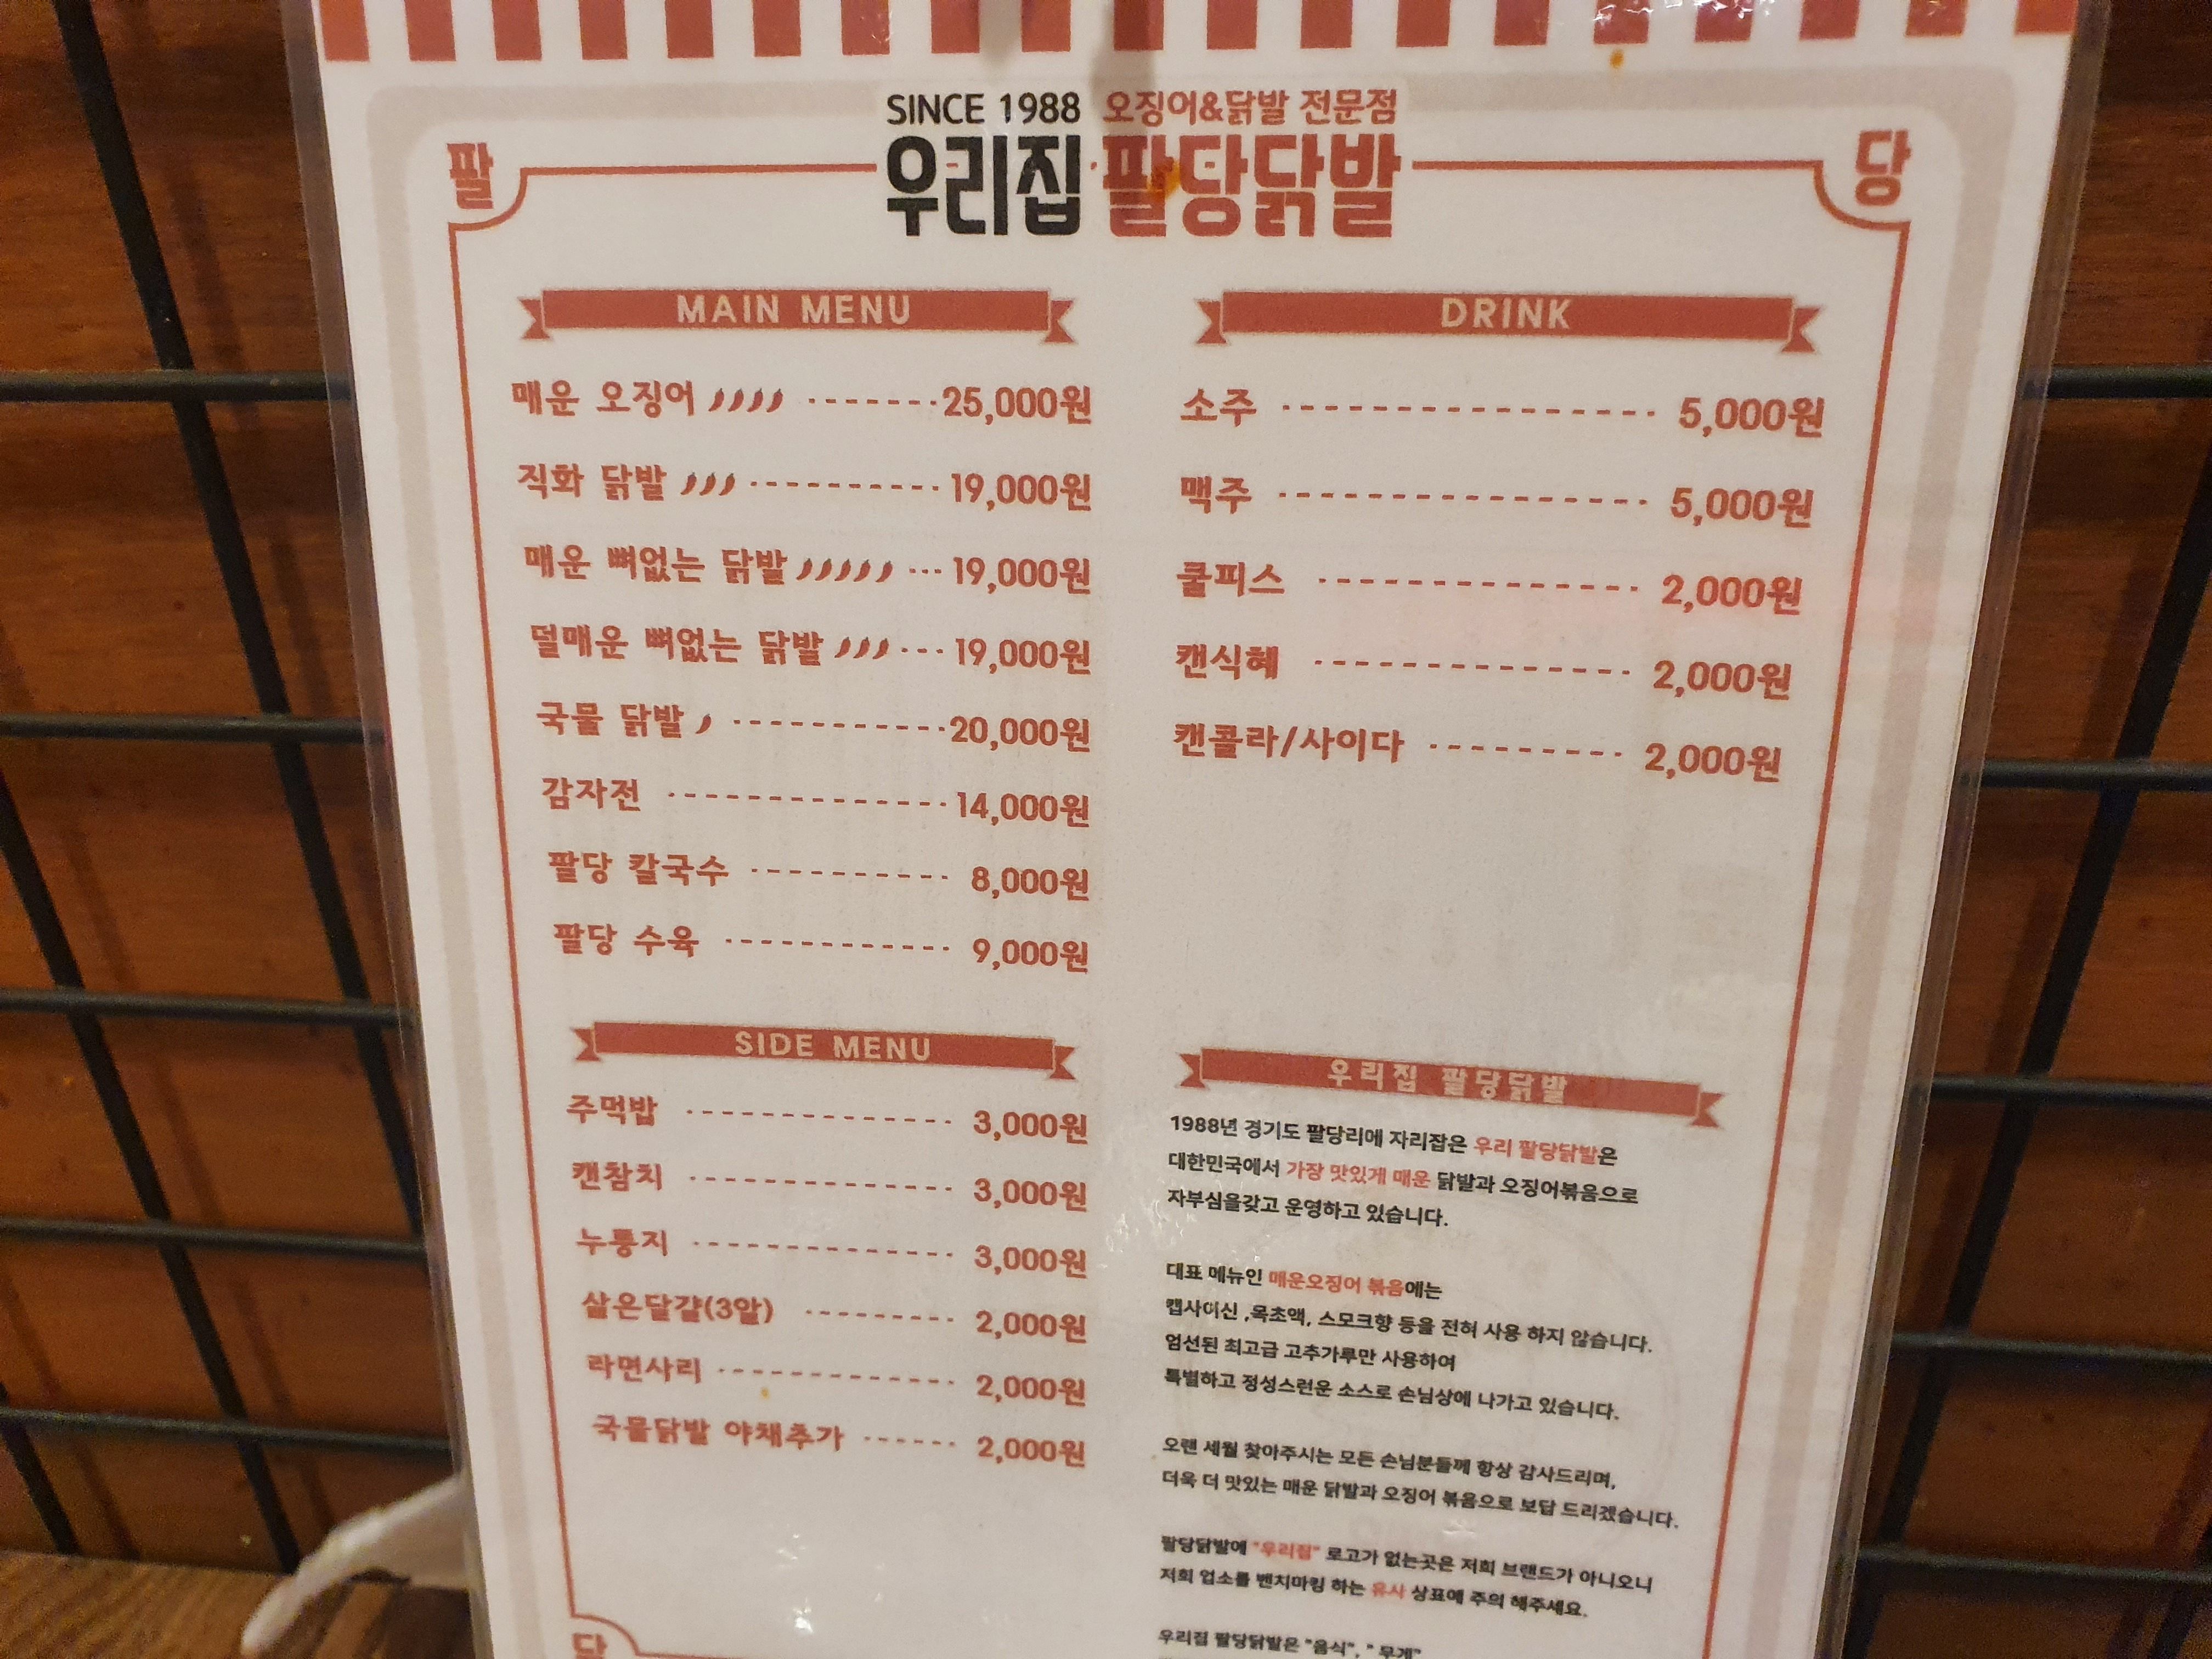 SINCE 1988 오징어&닭발 전문점
우리집 팔당닭발
팔
당
MAIN MENU
매운 오징어 25,000원
직화 닭발 19,000원
매운 뼈없는 닭발 19,000원
덜매운 뼈없는 닭발 19,000원
국물 닭발 20,000원
감자전 14,000원
팔당 칼국수 8,000원
팔당 수육 9,000원
DRINK
소주 5,000원
맥주 5,000원
쿨피스 2,000원
캔식혜 2,000원
캔콜라/사이다 2,000원
SIDE MENU
주먹밥 3,000원
캔참치 3,000원
누룽지 3,000원
삶은달걀(3알) 2,000원
라면사리 2,000원
국물닭발 야채추가 2,000원
우리집 팔당닭발
1988년 경기도 팔당리에 자리잡은 우리 팔당닭발은
대한민국에서 가장 맛있게 매운 닭발과 오징어볶음으로
자부심을갖고 운영하고 있습니다.
대표 메뉴인 매운오징어 볶음에는
캡사이신 ,목초액, 스모크향 등을 전혀 사용 하지 않습니다.
엄선된 최고급 고추가루만 사용하여
특별하고 정성스런운 소스로 손님상에 나가고 있습니다.
오랜 세월 찾아주시는 모든 손님분들께 항상 감사드리며,
더욱 더 맛있는 매운 닭발과 오징어 볶음으로 보답 드리겠습니다.
팔당닭발에 "우리집" 로고가 없는곳은 저희 브랜드가 아니오니
저희 업소를 벤치마킹 하는 유사 상표에 주의 해주세요.
우리집 팔당닭발은 "음식", " 무게"